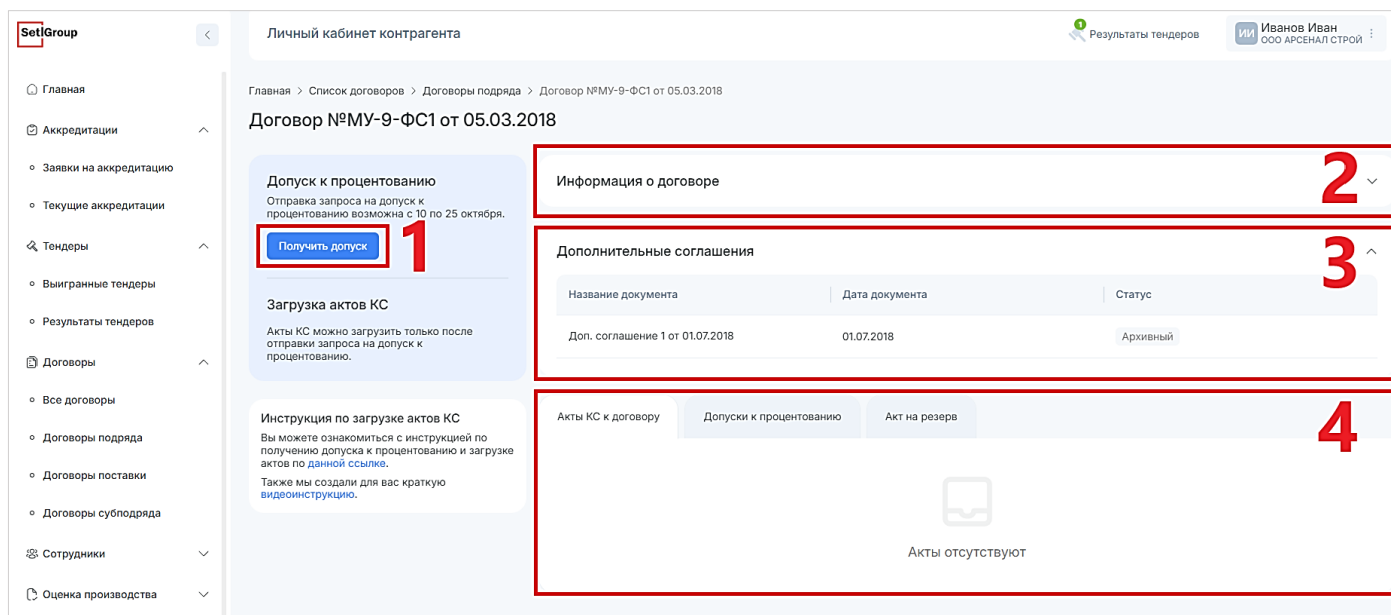 SetlGroup
Личный кабинет контрагента
1
Результаты тендеров
ИИ
Иванов Иван
ООО АРСЕНАЛ СТРОЙ
Главная
Аккредитации
Заявки на аккредитацию
Текущие аккредитации
Тендеры
Выигранные тендеры
Результаты тендеров
Договоры
Все договоры
Договоры подряда
Договоры поставки
Договоры субподряда
Сотрудники
Оценка производства
Главная > Список договоров > Договоры подряда > Договор №МУ-9-ФС1 от 05.03.2018
Договор №МУ-9-ФС1 от 05.03.2018
Допуск к процентованию
Отправка запроса на допуск к
процентованию возможна с 10 по 25 октября.
Получить допуск
1
Загрузка актов КС
Акты КС можно загрузить только после
отправки запроса на допуск к
процентованию.
Инструкция по загрузке актов КС
Вы можете ознакомиться с инструкцией по
получению допуска к процентованию и загрузке
актов по данной ссылке.
Также мы создали для вас краткую
видеоинструкцию.
Информация о договоре
2
Дополнительные соглашения
3
Название документа Дата документа Статус
Доп. соглашение 1 от 01.07.2018 01.07.2018 Архивный
Акты КС к договору Допуски к процентованию Акт на резерв
4
Акты отсутствуют